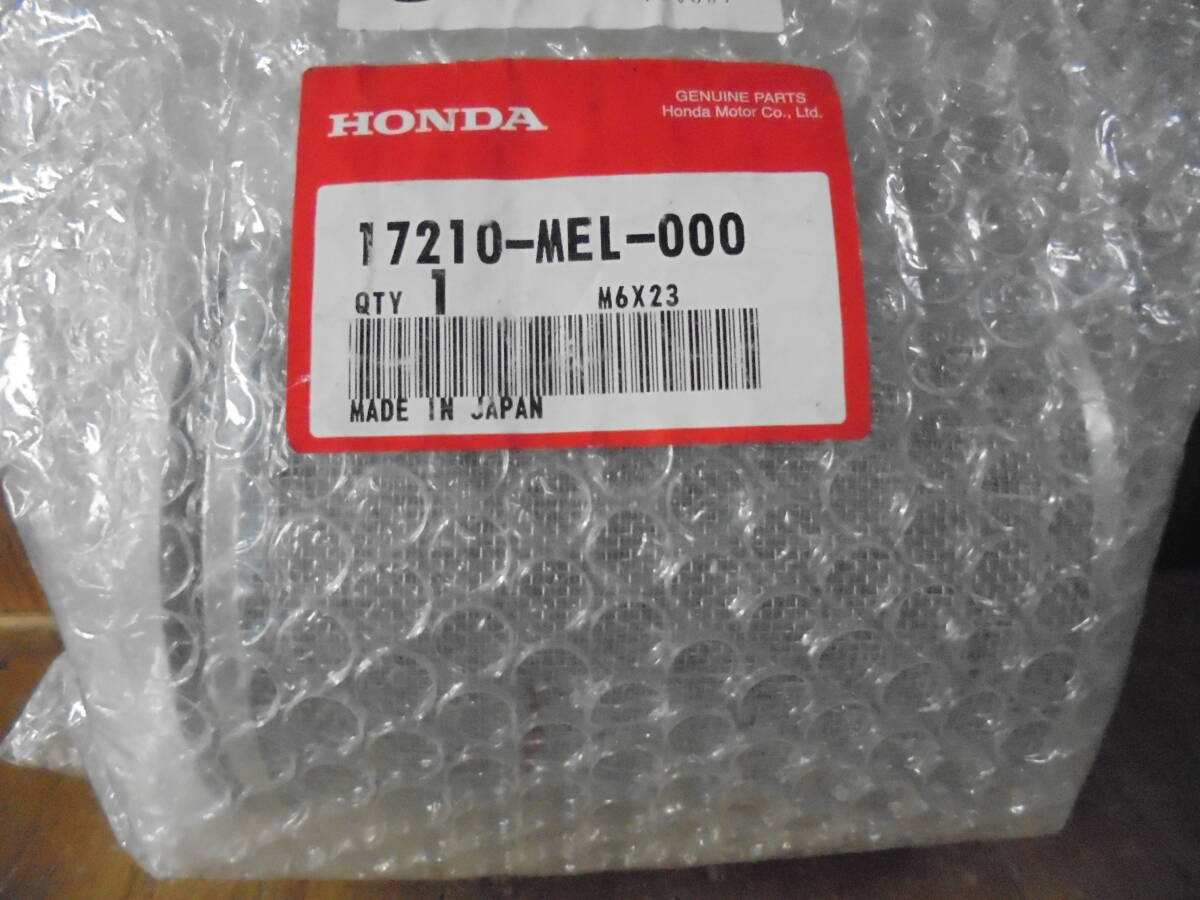 HONDA
GENUINE PARTS
Honda Motor Co., Ltd.
17210-MEL-000
QTY 1 M6X23
MADE IN JAPAN